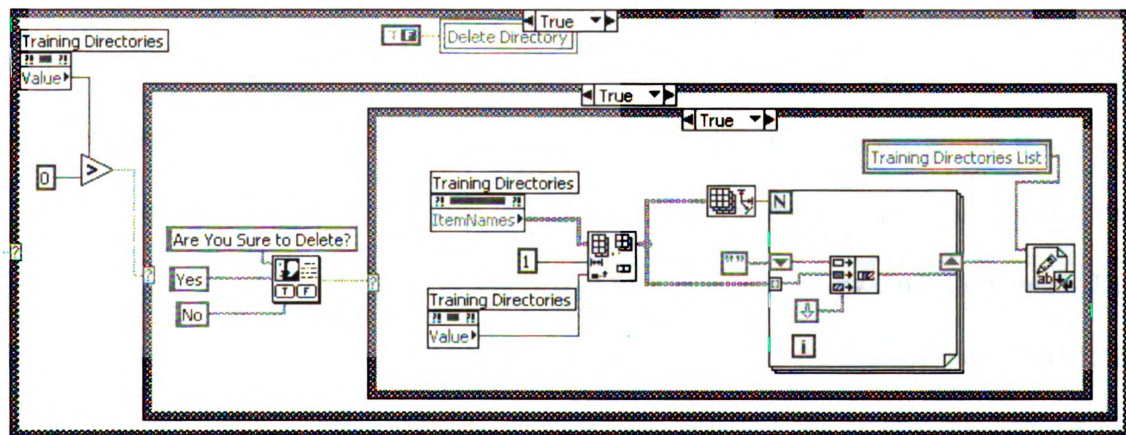 True
Training Directories
Value
F
Delete Directory
True
True
0
>
?
?
?
Are You Sure to Delete?
Yes
No
T F
Training Directories
ItemNames
1
Training Directories
Value
N
i
Training Directories List
ab